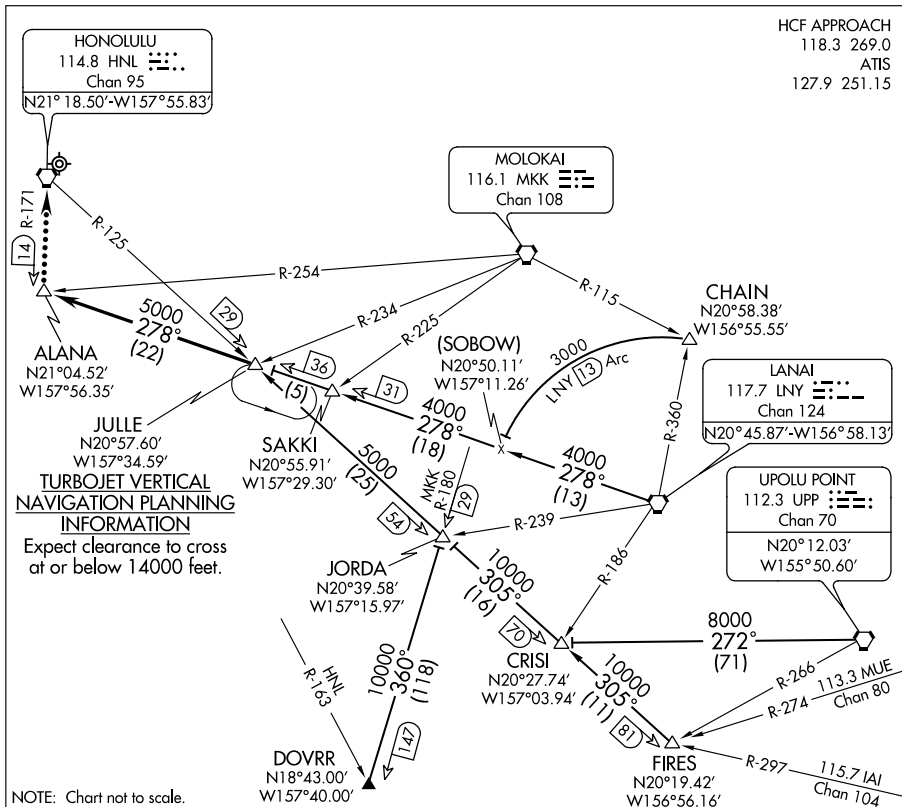 HCF APPROACH
118.3 269.0
ATIS
127.9 251.15
HONOLULU
114.8 HNL
Chan 95
N21° 18.50′-W157°55.83′
MOLOKAI
116.1 MKK
Chan 108
R-171
14
R-125
R-254
R-234
R-225
R-115
CHAIN
N20°58.38′
W156°55.55′
5000
278°
(22)
29
ALANA
N21°04.52′
W157°56.35′
(SOBOW)
N20°50.11′
W157°11.26′
3000
LNY 13 Arc
LANAI
117.7 LNY
Chan 124
N20°45.87′-W156°58.13′
36
31
(5)
JULLE
N20°57.60′
W157°34.59′
SAKKI
N20°55.91′
W157°29.30′
4000
278°
(18)
4000
278°
(13)
R-360
5000
(25)
MKK
R-180
29
TURBOJET VERTICAL
NAVIGATION PLANNING
INFORMATION
Expect clearance to cross
at or below 14000 feet.
54
R-239
R-186
UPOLU POINT
112.3 UPP
Chan 70
N20°12.03′
W155°50.60′
JORDA
N20°39.58′
W157°15.97′
10000
305°
(16)
70
8000
272°
(71)
CRISI
N20°27.74′
W157°03.94′
HNL
R-163
10000
360°
(118)
147
10000
305°
(11)
81
R-266
R-274
113.3 MUE
Chan 80
DOVRR
N18°43.00′
W157°40.00′
FIRES
N20°19.42′
W156°56.16′
R-297
115.7 IAI
Chan 104
NOTE: Chart not to scale.